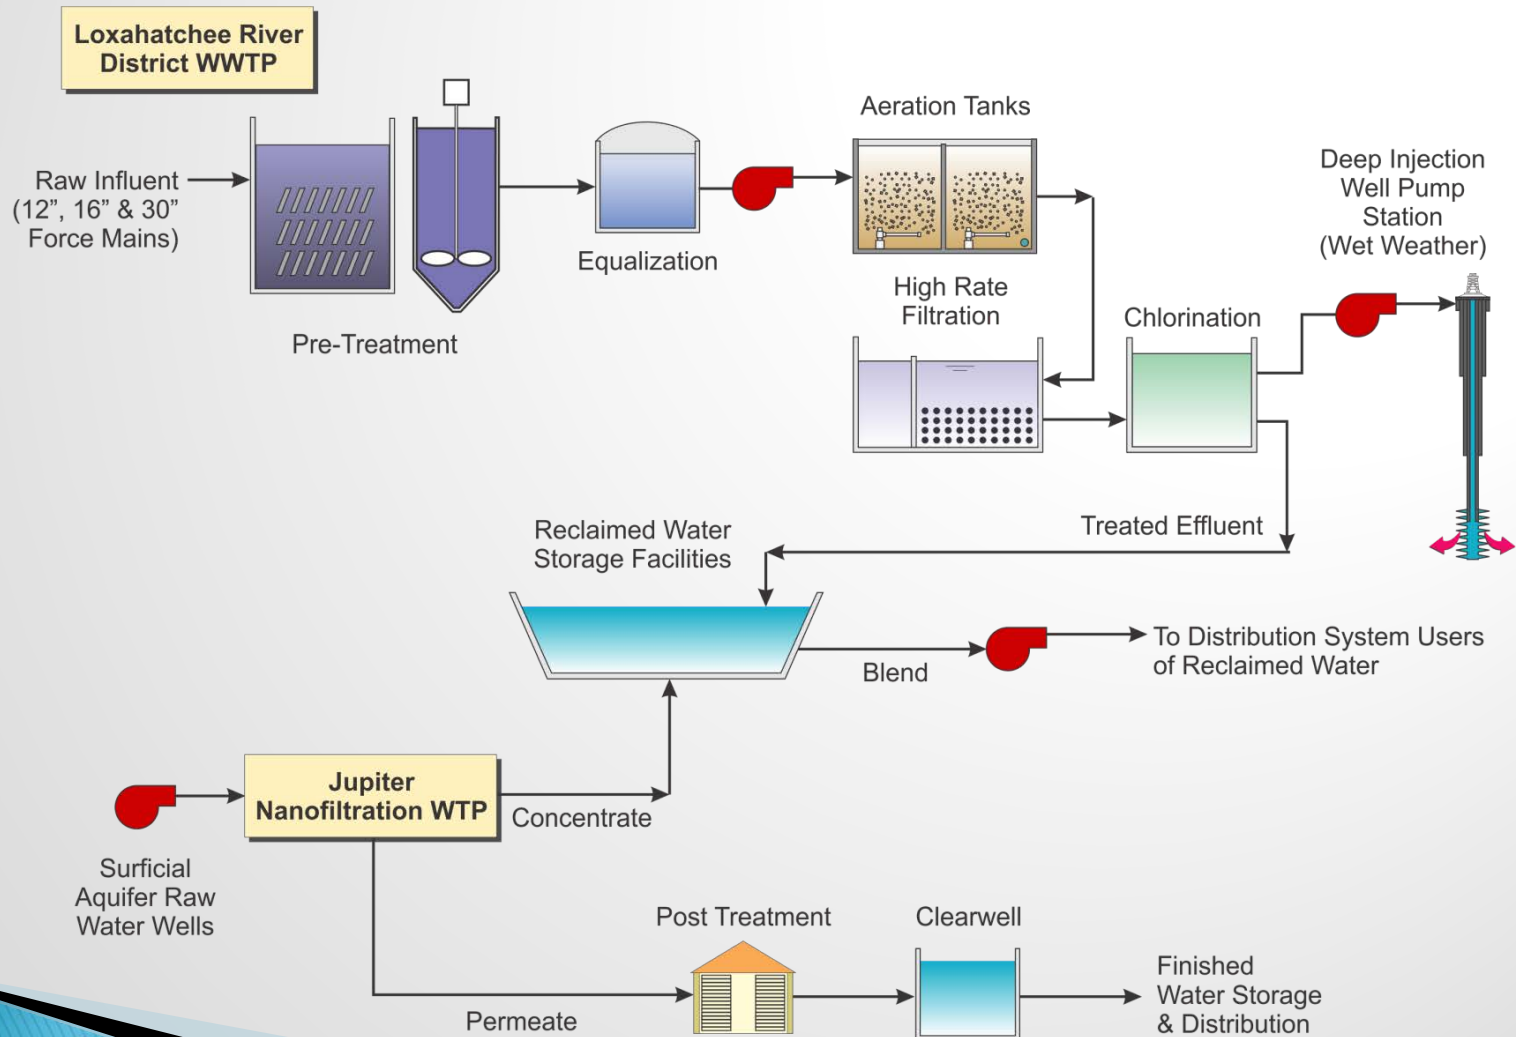 Loxahatchee River
District WWTP
Raw Influent
(12”, 16” & 30”
Force Mains)
Pre-Treatment
Equalization
Aeration Tanks
High Rate
Filtration
Chlorination
Deep Injection
Well Pump
Station
(Wet Weather)
Treated Effluent
Reclaimed Water
Storage Facilities
Blend
To Distribution System Users
of Reclaimed Water
Jupiter
Nanofiltration WTP
Concentrate
Surficial
Aquifer Raw
Water Wells
Permeate
Post Treatment
Clearwell
Finished
Water Storage
& Distribution